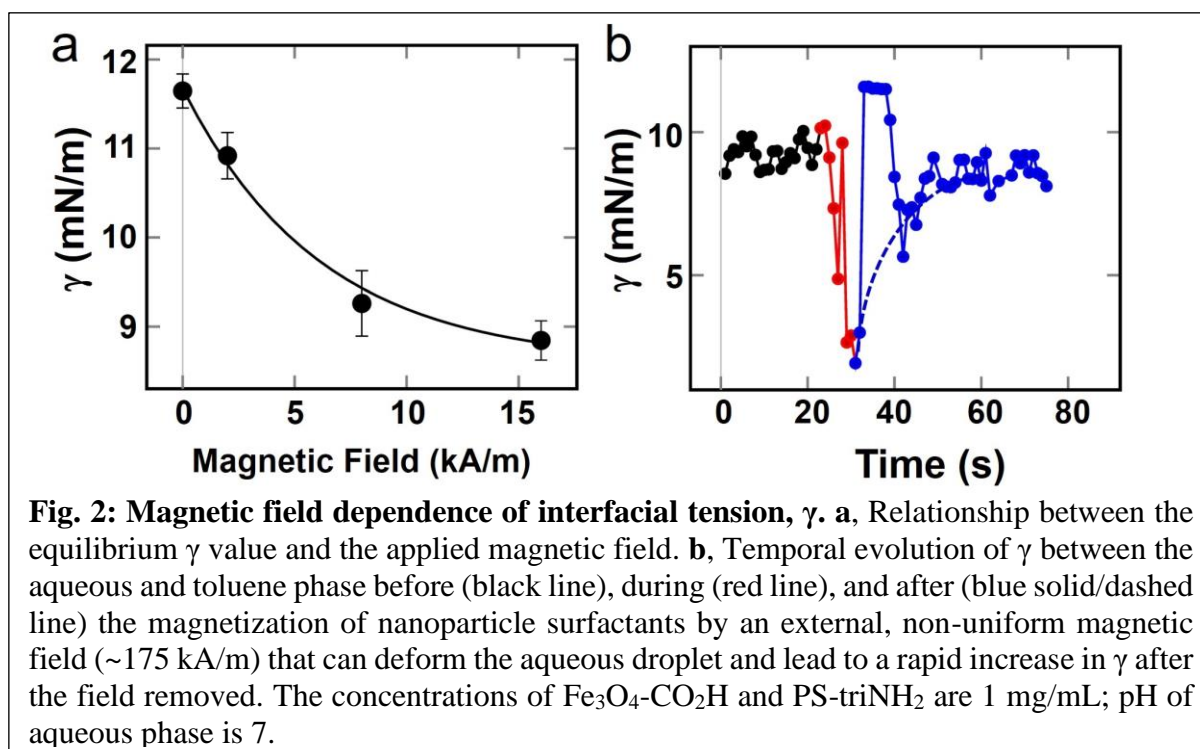 a
b
12
11
10
9
γ (mN/m)
0
5
10
15
Magnetic Field (kA/m)
10
5
γ (mN/m)
0
20
40
60
80
Time (s)
Fig. 2: Magnetic field dependence of interfacial tension, γ. a, Relationship between the
equilibrium γ value and the applied magnetic field. b, Temporal evolution of γ between the
aqueous and toluene phase before (black line), during (red line), and after (blue solid/dashed
line) the magnetization of nanoparticle surfactants by an external, non-uniform magnetic
field (~175 kA/m) that can deform the aqueous droplet and lead to a rapid increase in γ after
the field removed. The concentrations of Fe₃O₄-CO₂H and PS-triNH₂ are 1 mg/mL; pH of
aqueous phase is 7.